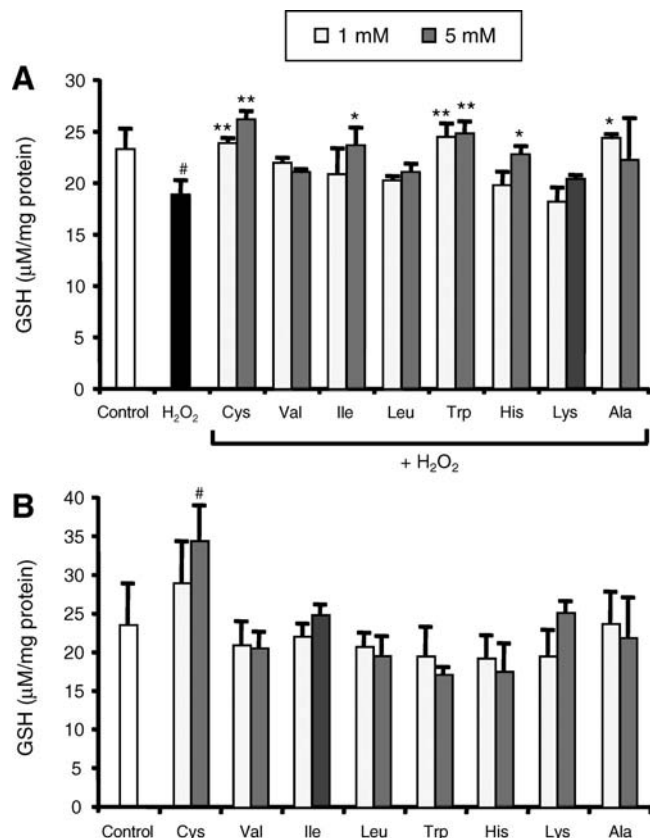 1 mM 5 mM
A
GSH (µM/mg protein)
30
25
20
15
10
5
0
#
** **
*
** **
*
*
Control H₂O₂ Cys Val Ile Leu Trp His Lys Ala
+ H₂O₂
B
GSH (µM/mg protein)
40
35
30
25
20
15
10
5
0
#
Control Cys Val Ile Leu Trp His Lys Ala